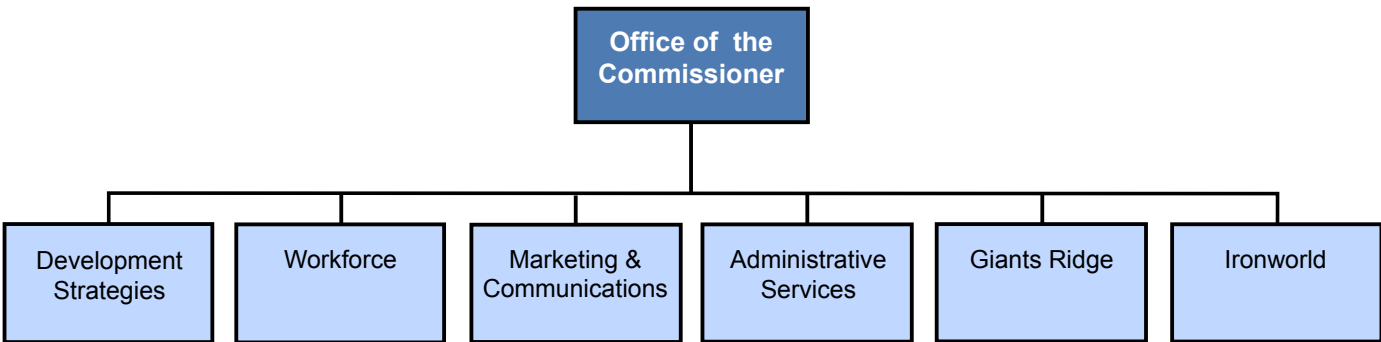 Office of the
Commissioner
Development
Strategies
Workforce
Marketing &
Communications
Administrative
Services
Giants Ridge
Ironworld